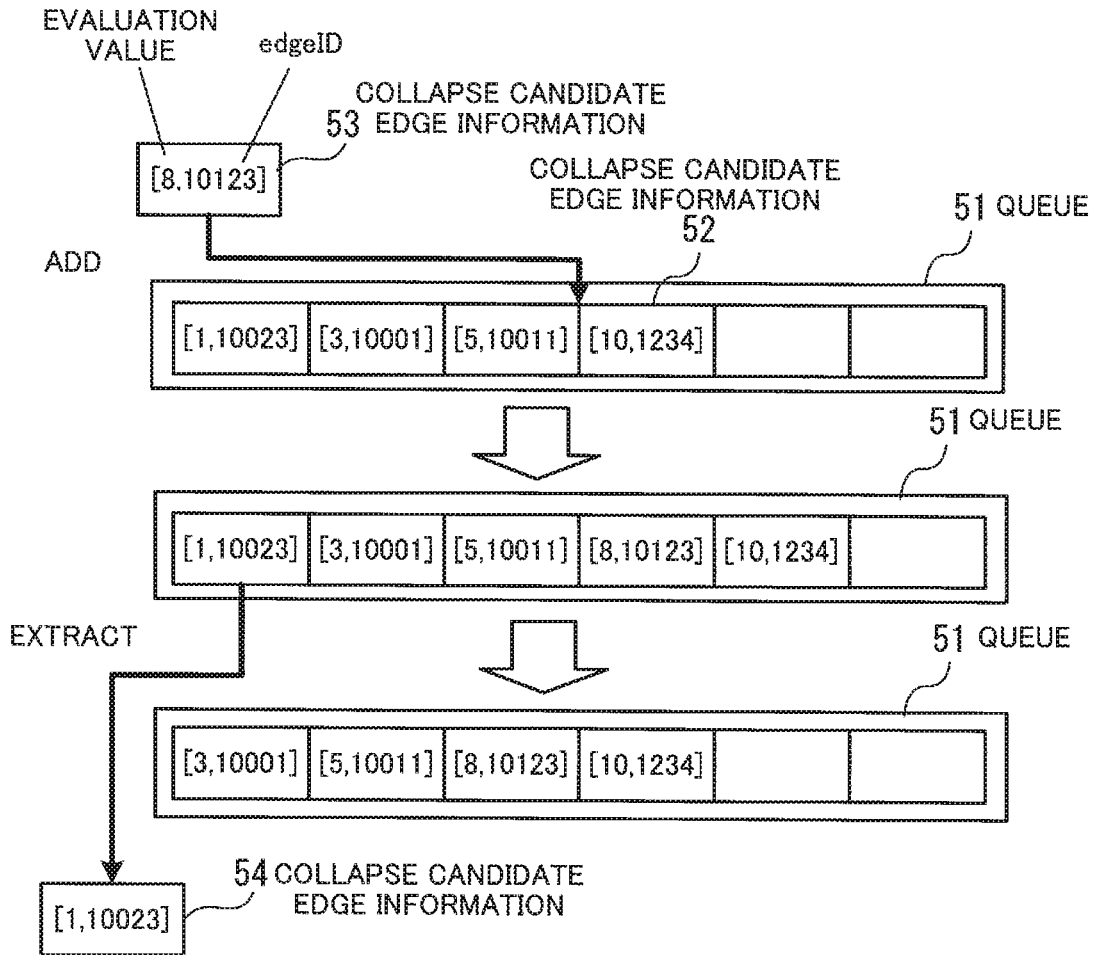 EVALUATION
VALUE
edgeID
COLLAPSE CANDIDATE
53 EDGE INFORMATION
[8,10123]
COLLAPSE CANDIDATE
EDGE INFORMATION
52
51 QUEUE
ADD
[1,10023] [3,10001] [5,10011] [10,1234]
51 QUEUE
[1,10023] [3,10001] [5,10011] [8,10123] [10,1234]
EXTRACT
51 QUEUE
[3,10001] [5,10011] [8,10123] [10,1234]
54 COLLAPSE CANDIDATE
EDGE INFORMATION
[1,10023]